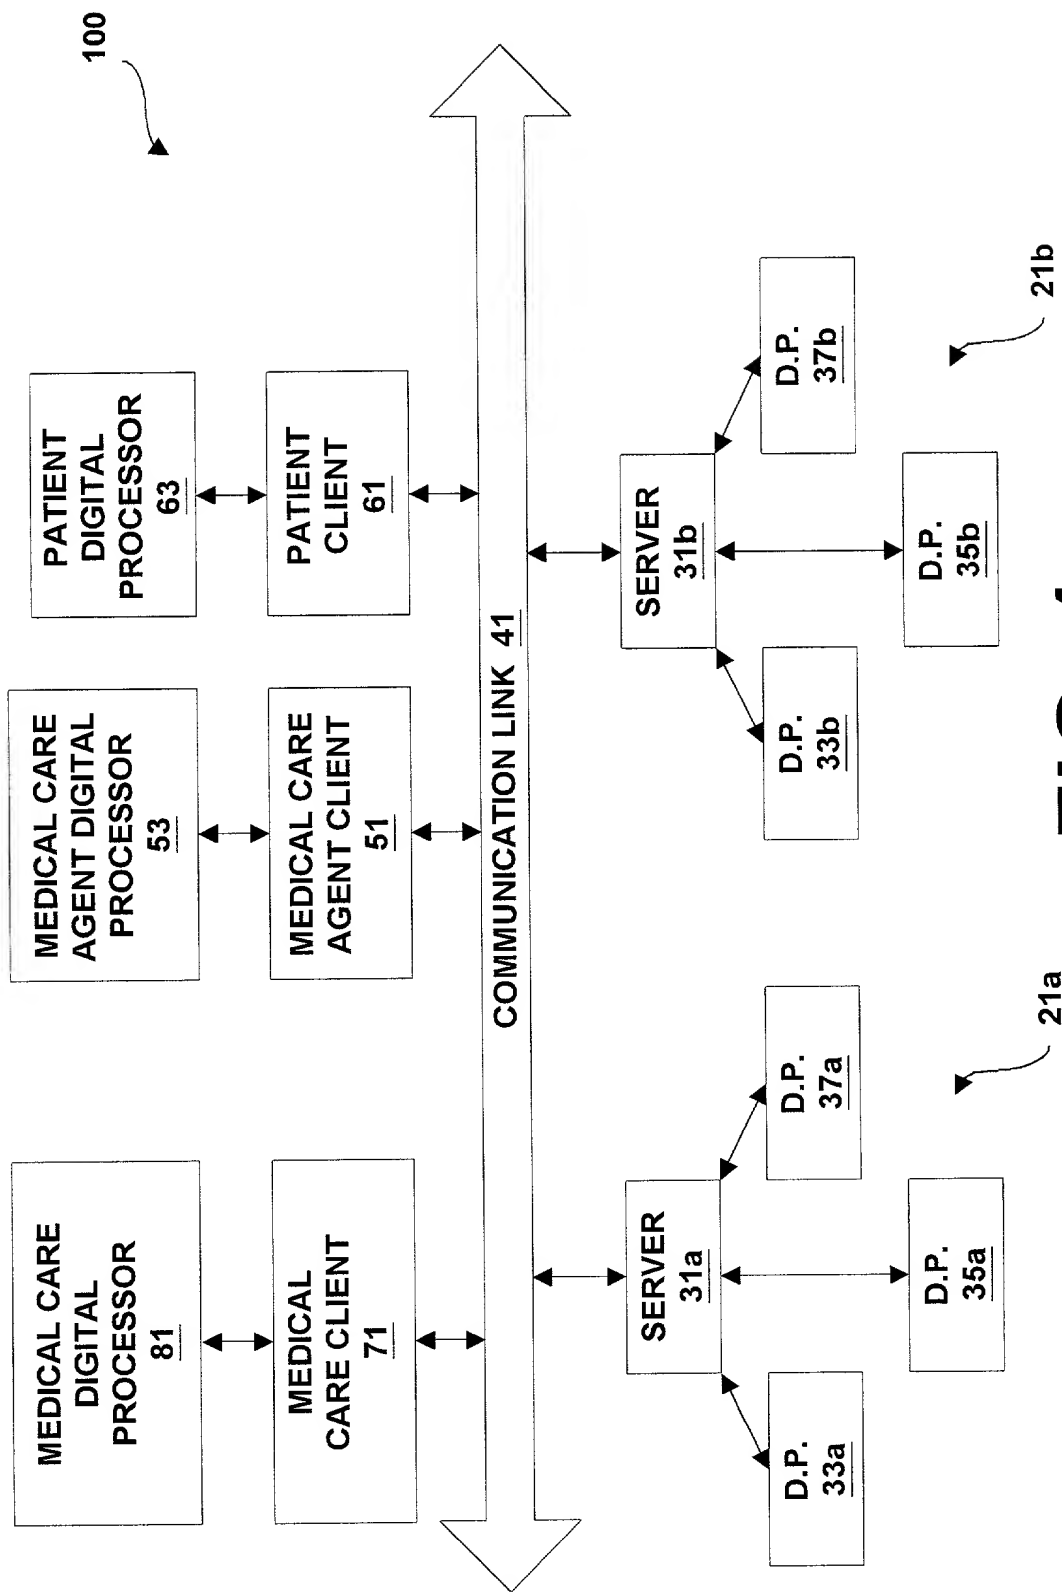 100
MEDICAL CARE
DIGITAL
PROCESSOR
81
MEDICAL CARE
AGENT DIGITAL
PROCESSOR
53
PATIENT
DIGITAL
PROCESSOR
63
MEDICAL
CARE CLIENT
71
MEDICAL CARE
AGENT CLIENT
51
PATIENT
CLIENT
61
COMMUNICATION LINK 41
SERVER
31a
D.P.
33a
D.P.
37a
D.P.
35a
21a
SERVER
31b
D.P.
33b
D.P.
37b
D.P.
35b
21b